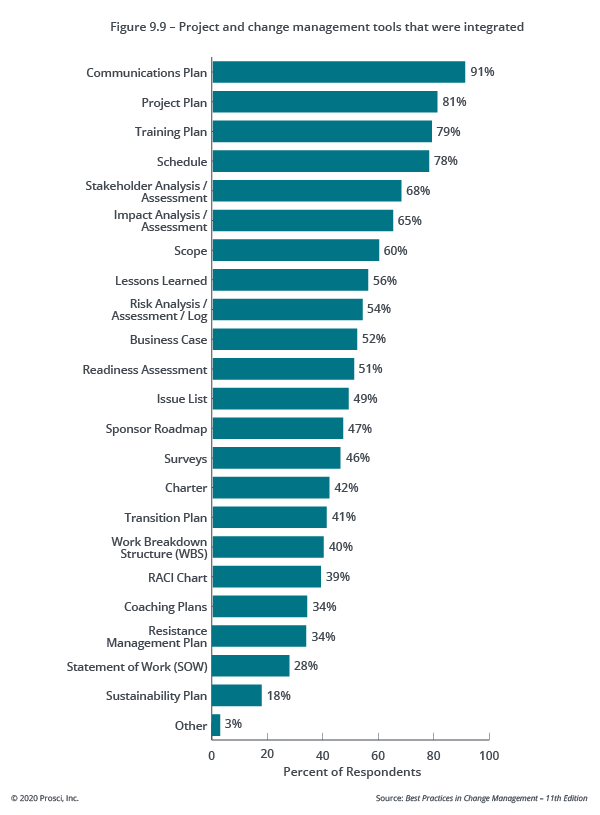 Figure 9.9 – Project and change management tools that were integrated
Communications Plan 91%
Project Plan 81%
Training Plan 79%
Schedule 78%
Stakeholder Analysis /
Assessment 68%
Impact Analysis /
Assessment 65%
Scope 60%
Lessons Learned 56%
Risk Analysis /
Assessment / Log 54%
Business Case 52%
Readiness Assessment 51%
Issue List 49%
Sponsor Roadmap 47%
Surveys 46%
Charter 42%
Transition Plan 41%
Work Breakdown
Structure (WBS) 40%
RACI Chart 39%
Coaching Plans 34%
Resistance
Management Plan 34%
Statement of Work (SOW) 28%
Sustainability Plan 18%
Other 3%
0 20 40 60 80 100
Percent of Respondents
© 2020 Prosci, Inc. Source: Best Practices in Change Management – 11th Edition